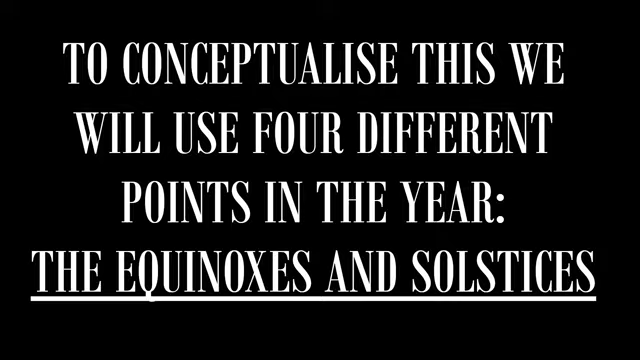 TO CONCEPTUALISE THIS WE
WILL USE FOUR DIFFERENT
POINTS IN THE YEAR:
THE EQUINOXES AND SOLSTICES